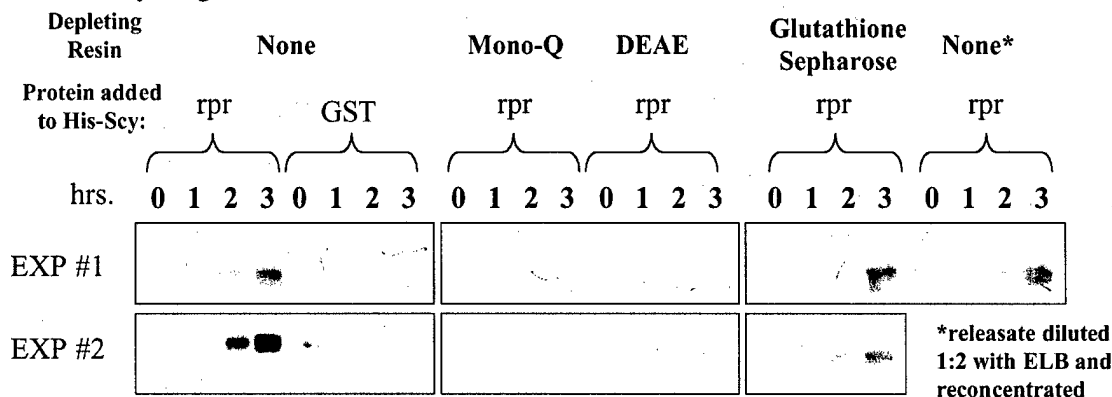 Depleting
Resin
None
Mono-Q
DEAE
Glutathione
Sepharose
None*
Protein added
to His-Scy:
rpr
GST
rpr
rpr
rpr
rpr
hrs.
0 1 2 3 0 1 2 3 0 1 2 3 0 1 2 3 0 1 2 3 0 1 2 3
EXP #1
EXP #2
*releasate diluted
1:2 with ELB and
reconcentrated